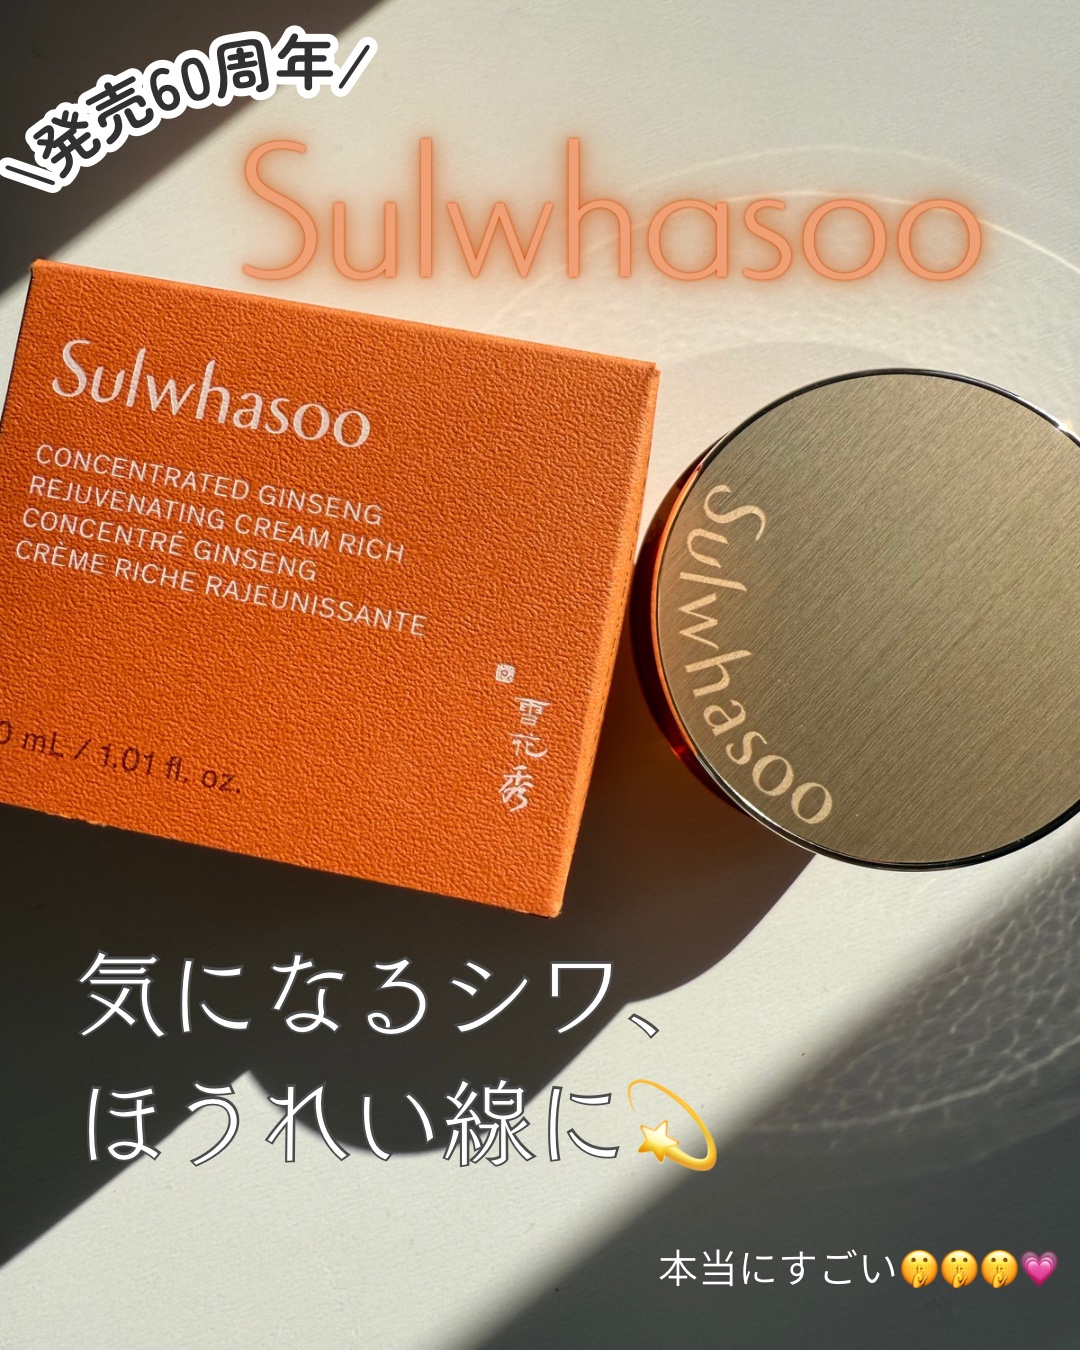 \発売60周年/
Sulwhasoo
Sulwhasoo
CONCENTRATED GINSENG
REJUVENATING CREAM RICH
CONCENTRÉ GINSENG
CRÈME RICHE RAJEUNISSANTE
0 mL / 1.01 fl. oz.
雪花秀
Sulwhasoo
気になるシワ、
ほうれい線に💫
本当にすごい🤫🤫🤫💗